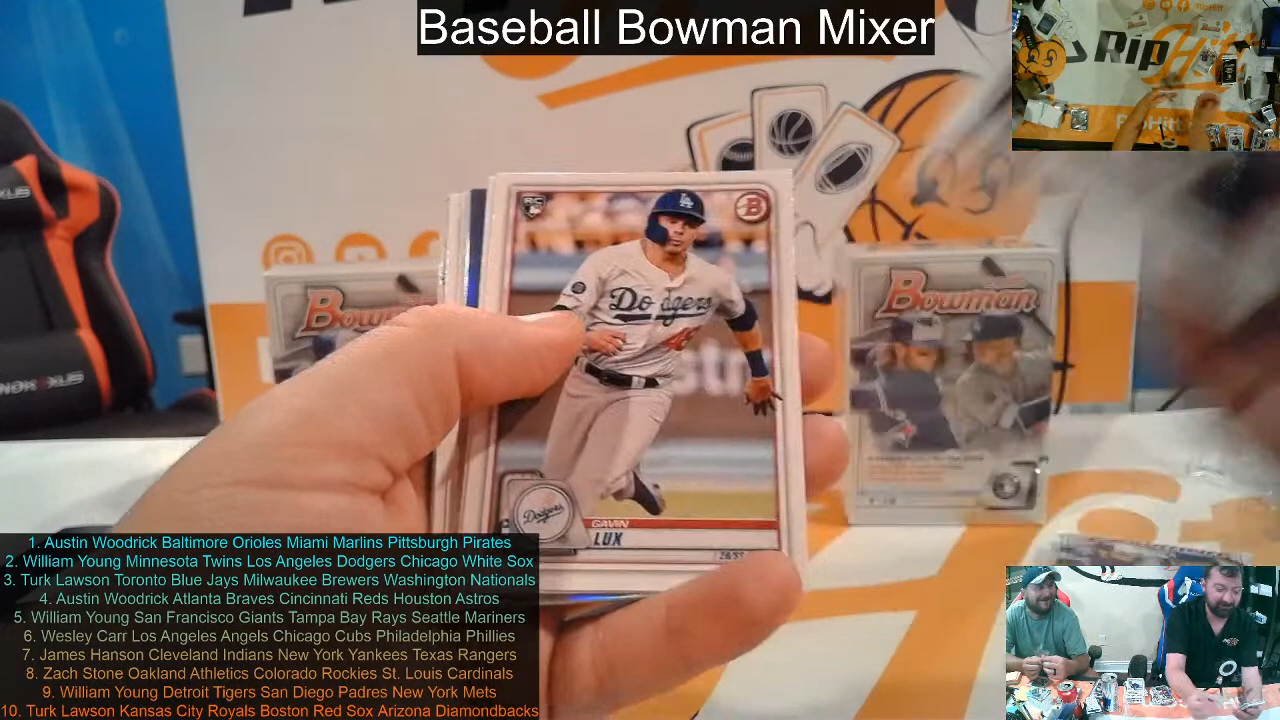 Baseball Bowman Mixer
RipHitt
RC
B
LA
Dodgers
Bowman
Dodgers
GAVIN
LUX
1. Austin Woodrick Baltimore Orioles Miami Marlins Pittsburgh Pirates
2. William Young Minnesota Twins Los Angeles Dodgers Chicago White Sox
3. Turk Lawson Toronto Blue Jays Milwaukee Brewers Washington Nationals
4. Austin Woodrick Atlanta Braves Cincinnati Reds Houston Astros
5. William Young San Francisco Giants Tampa Bay Rays Seattle Mariners
6. Wesley Carr Los Angeles Angels Chicago Cubs Philadelphia Phillies
7. James Hanson Cleveland Indians New York Yankees Texas Rangers
8. Zach Stone Oakland Athletics Colorado Rockies St. Louis Cardinals
9. William Young Detroit Tigers San Diego Padres New York Mets
10. Turk Lawson Kansas City Royals Boston Red Sox Arizona Diamondbacks